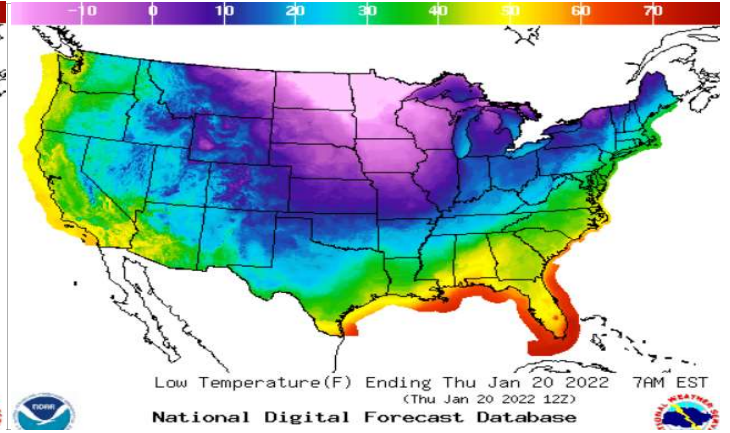 -10 0 10 20 30 40 50 60 70
Low Temperature(F) Ending Thu Jan 20 2022 7AM EST
(Thu Jan 20 2022 12Z)
National Digital Forecast Database
NOAA